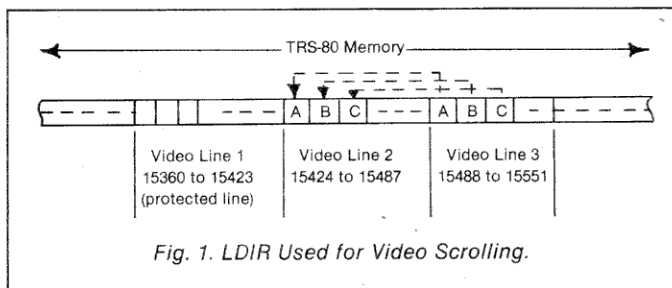 TRS-80 Memory
A B C A B C
Video Line 1 Video Line 2 Video Line 3
15360 to 15423 15424 to 15487 15488 to 15551
(protected line)
Fig. 1. LDIR Used for Video Scrolling.